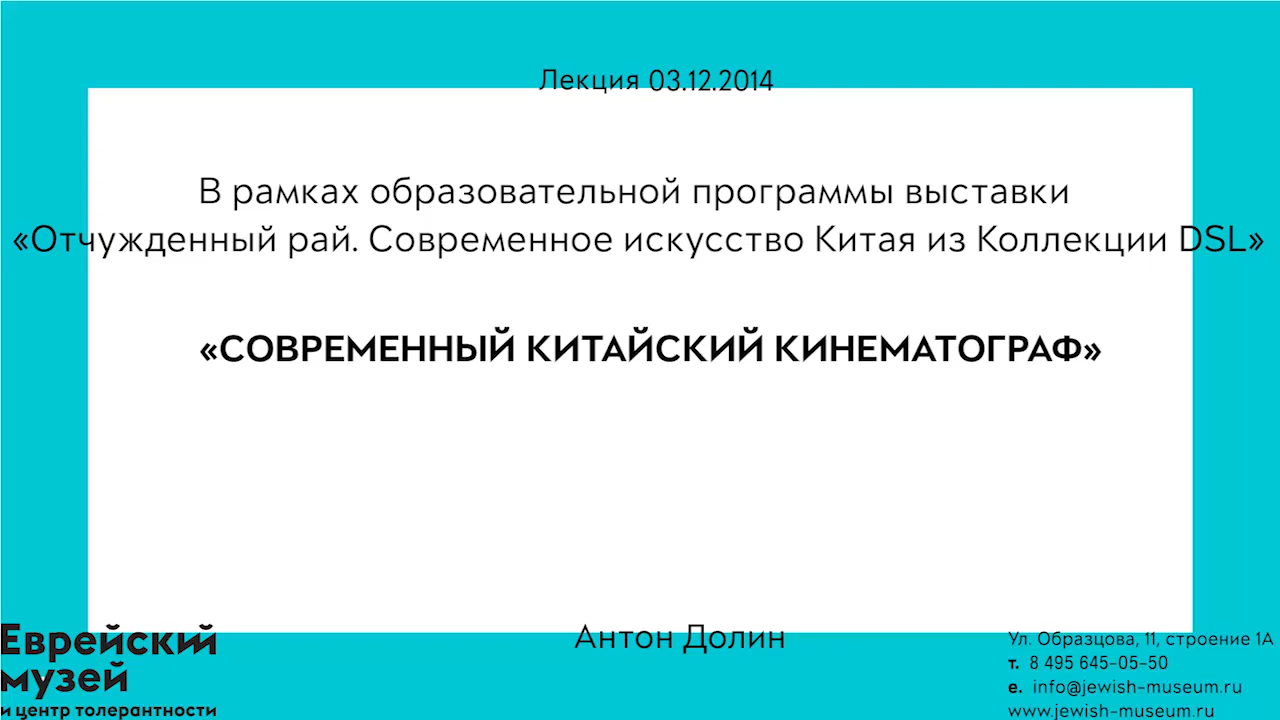 Лекция 03.12.2014
В рамках образовательной программы выставки
«Отчужденный рай. Современное искусство Китая из Коллекции DSL»
«СОВРЕМЕННЫЙ КИТАЙСКИЙ КИНЕМАТОГРАФ»
Антон Долин
Еврейский
музей
и центр толерантности
Ул. Образцова, 11, строение 1А
т. 8 495 645-05-50
е. info@jewish-museum.ru
www.jewish-museum.ru